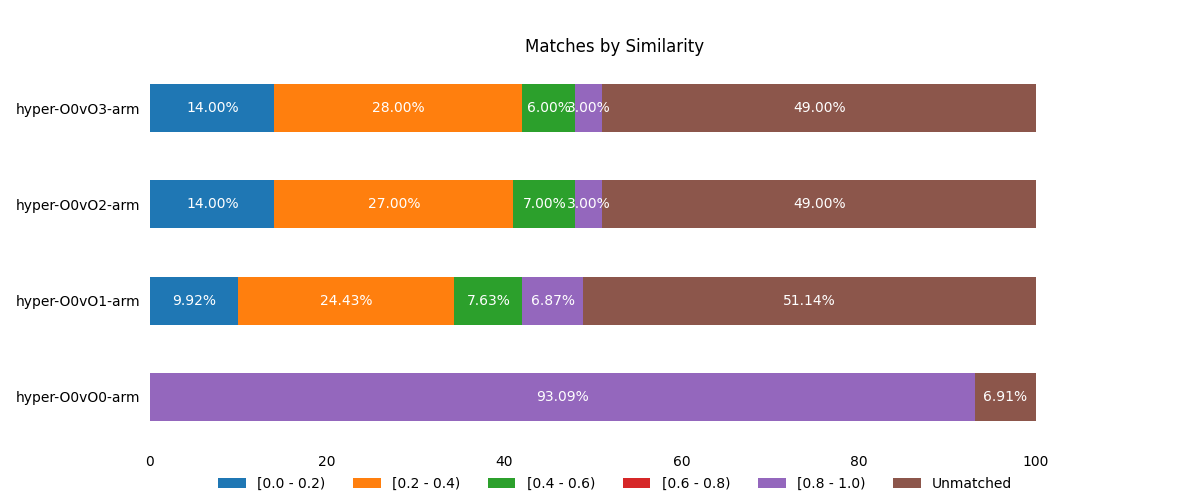 Matches by Similarity
hyper-O0vO3-arm 14.00% 28.00% 6.00% 3.00% 49.00%
hyper-O0vO2-arm 14.00% 27.00% 7.00% 3.00% 49.00%
hyper-O0vO1-arm 9.92% 24.43% 7.63% 6.87% 51.14%
hyper-O0vO0-arm 93.09% 6.91%
0 20 40 60 80 100
[0.0 - 0.2) [0.2 - 0.4) [0.4 - 0.6) [0.6 - 0.8) [0.8 - 1.0) Unmatched